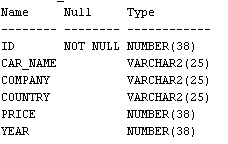 Name Null Type
-------- -------- ------------
ID NOT NULL NUMBER(38)
CAR_NAME VARCHAR2(25)
COMPANY VARCHAR2(25)
COUNTRY VARCHAR2(25)
PRICE NUMBER(38)
YEAR NUMBER(38)